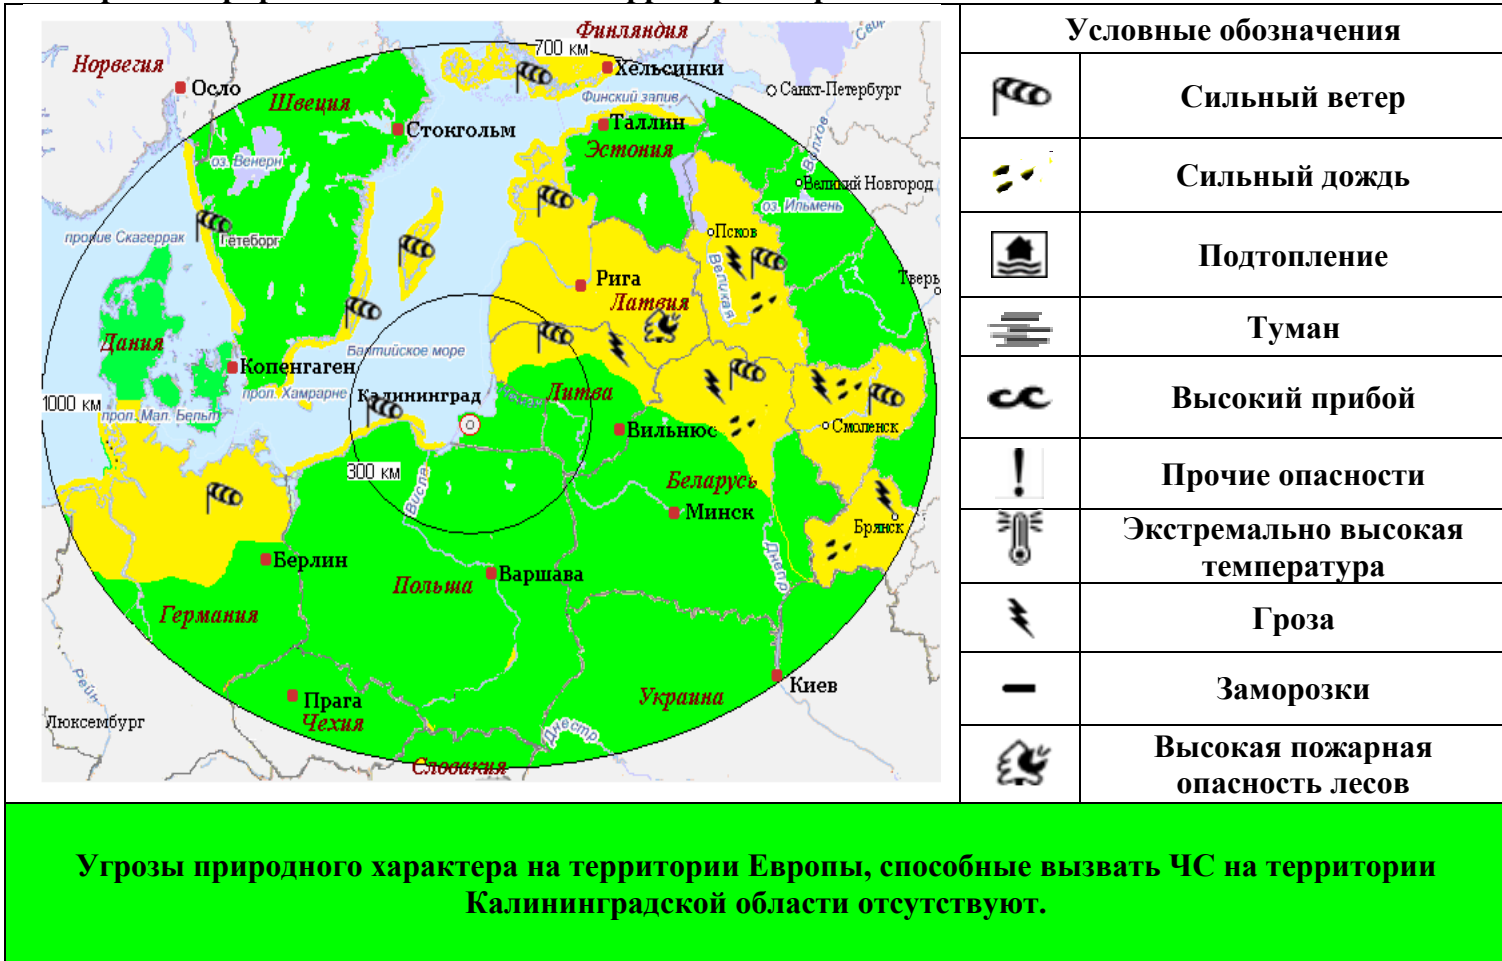 Условные обозначения
Сильный ветер
Сильный дождь
Подтопление
Туман
Высокий прибой
Прочие опасности
Экстремально высокая
температура
Гроза
Заморозки
Высокая пожарная
опасность лесов
Финляндия
700 км
Хельсинки
Норвегия
Осло
Швеция
Финский залив
Санкт-Петербург
Стокгольм
Таллин
Эстония
Волхов
оз. Венерн
Великий Новгород
оз. Ильмень
пролив Скагеррак
Гетеборг
Псков
Великая
Рига
Тверь
Латвия
Дания
Балтийское море
Копенгаген
Калининград
Литва
1000 км
прол. Мал. Бельт
прол. Хамрарне
Вильнюс
Смоленск
300 км
Висла
Беларусь
Минск
Брянск
Берлин
Варшава
Днепр
Польша
Германия
Рейн
Прага
Чехия
Украина
Киев
Люксембург
Днестр
Словакия
Угрозы природного характера на территории Европы, способные вызвать ЧС на территории
Калининградской области отсутствуют.